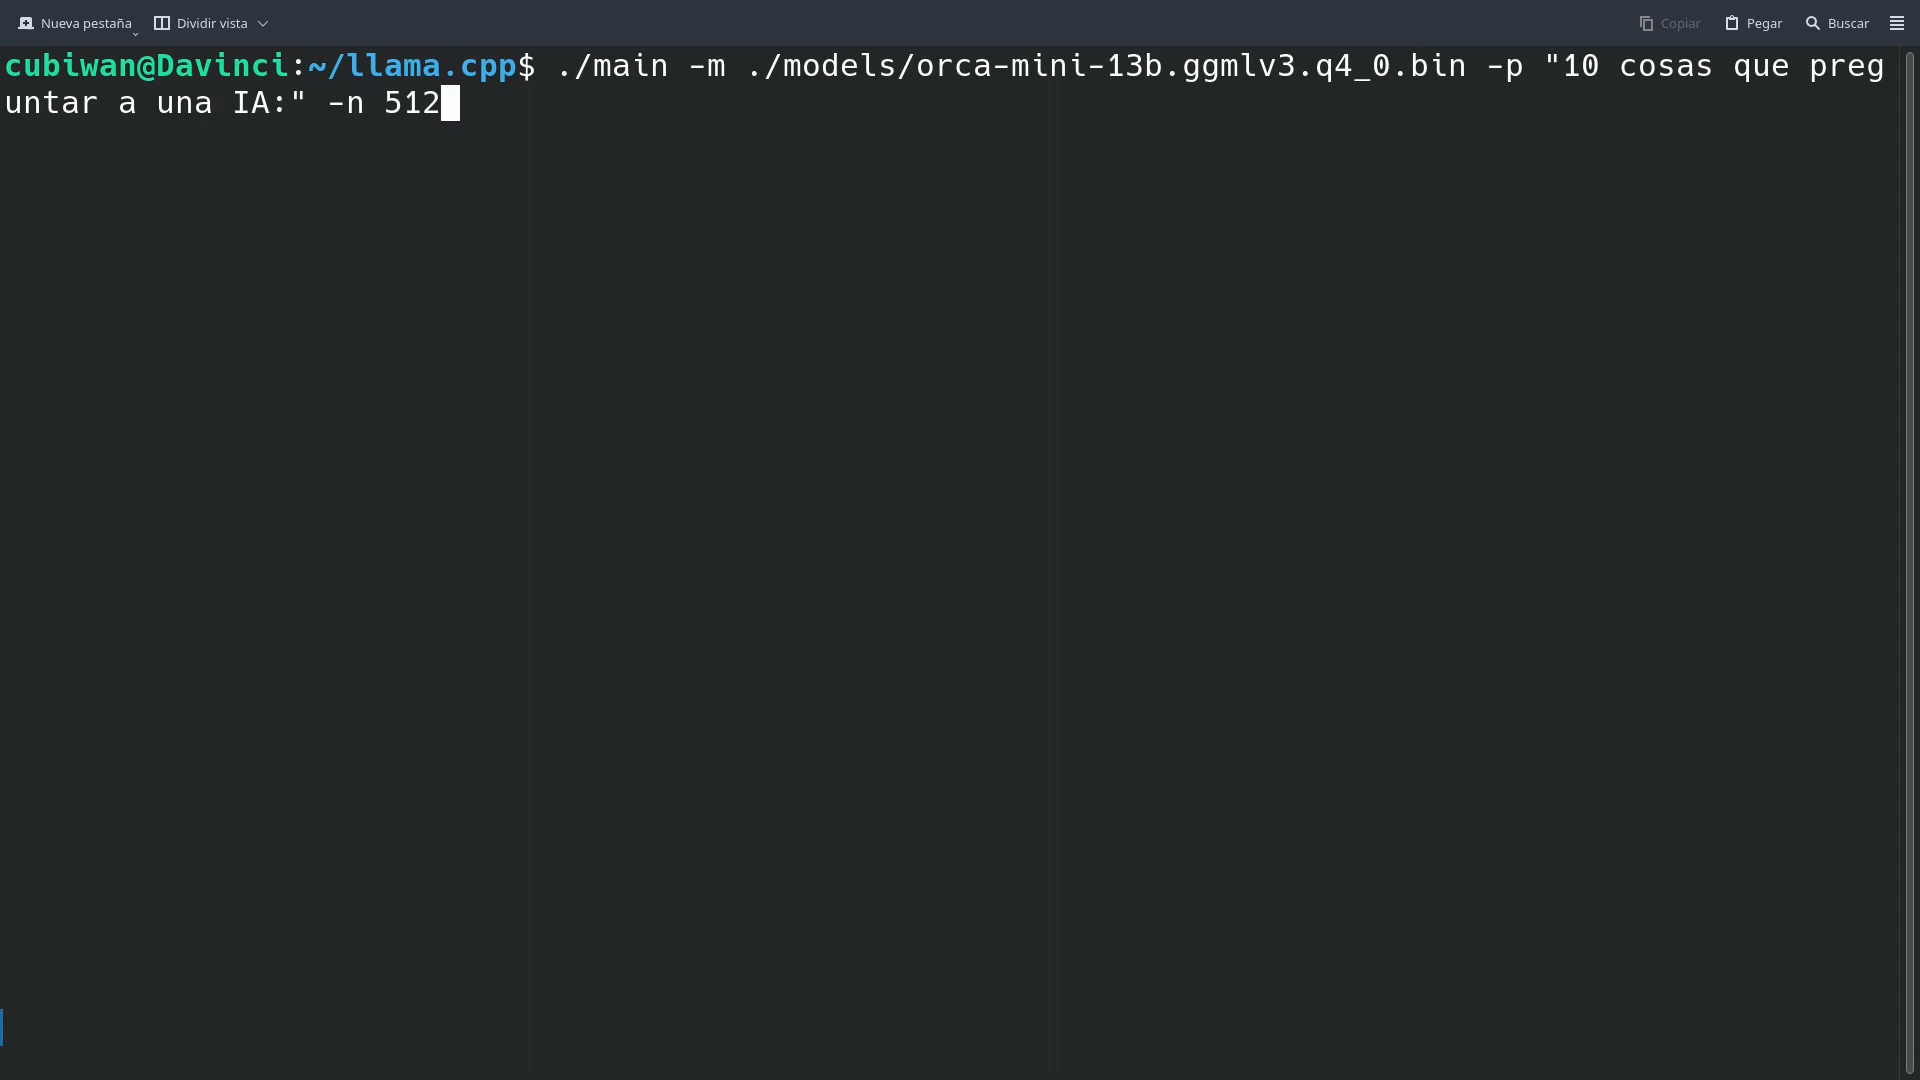 Nueva pestaña Dividir vista Copiar Pegar Buscar
cubiwan@Davinci:~/llama.cpp$ ./main -m ./models/orca-mini-13b.ggmlv3.q4_0.bin -p "10 cosas que preg
untar a una IA:" -n 512